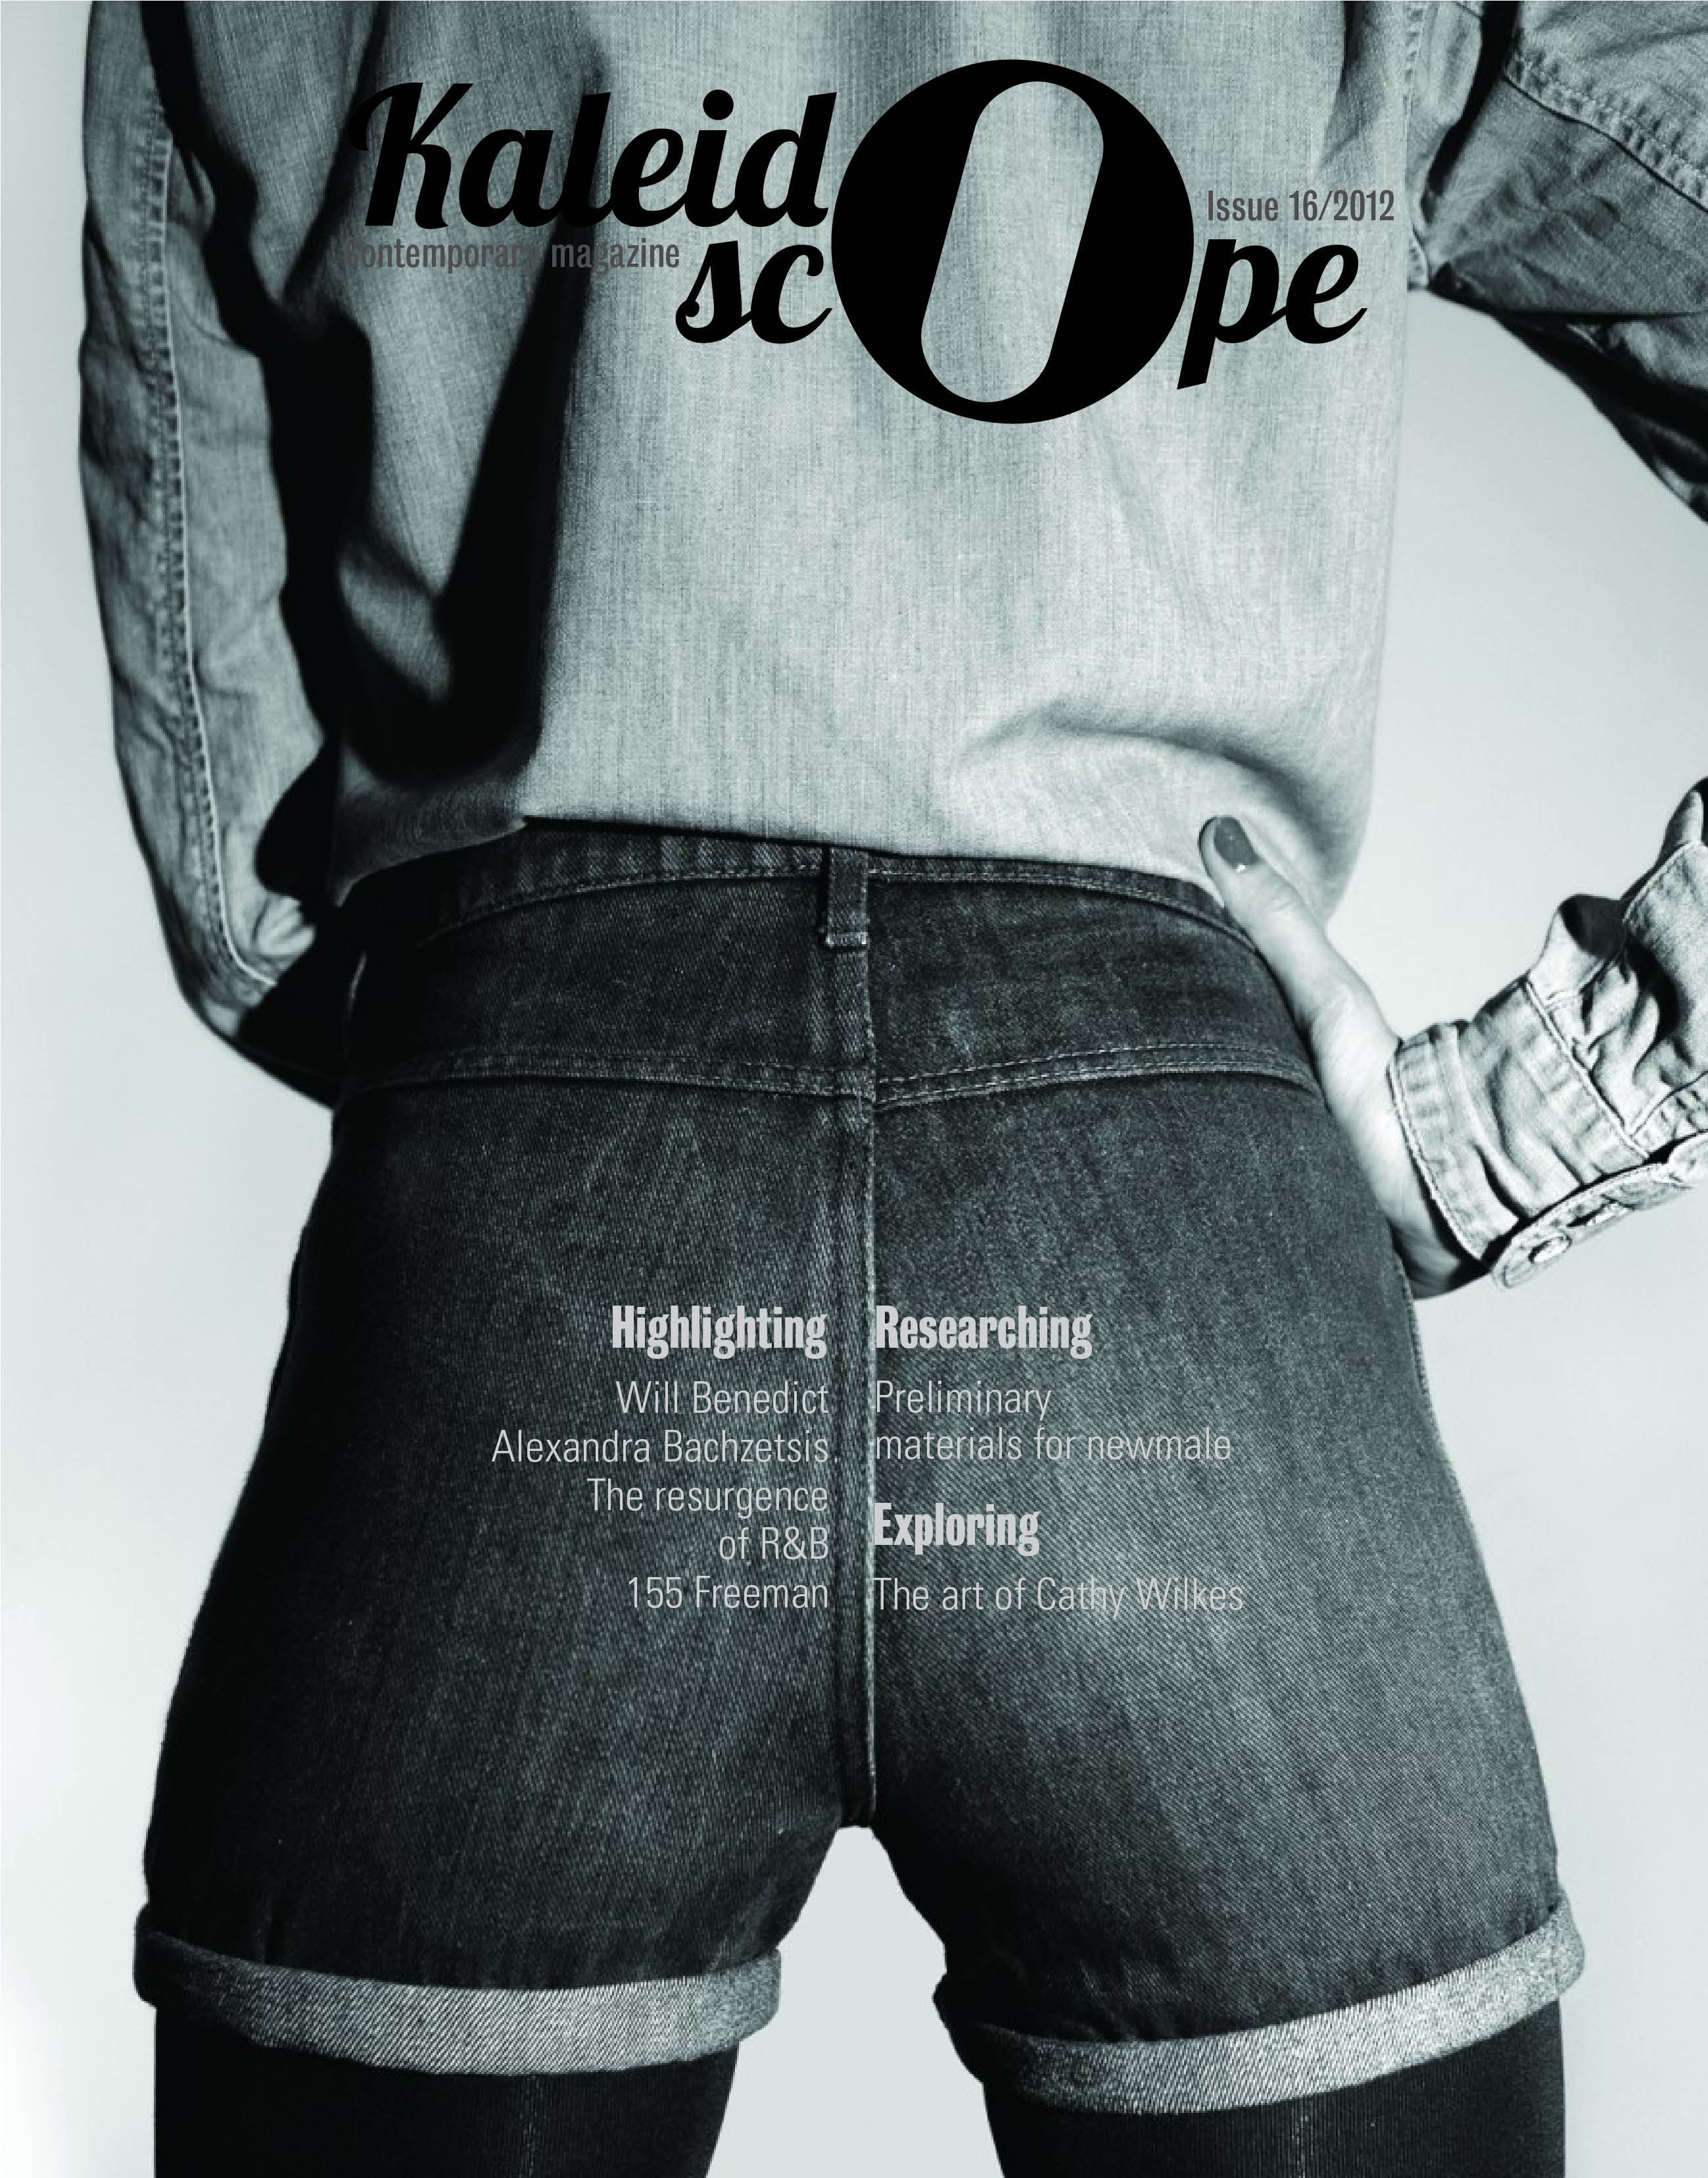 Kaleid
scOpe
Issue 16/2012
Contemporary magazine
Highlighting
Will Benedict
Alexandra Bachzetsis
The resurgence
of R&B
155 Freeman
Researching
Preliminary
materials for newmale
Exploring
The art of Cathy Wilkes